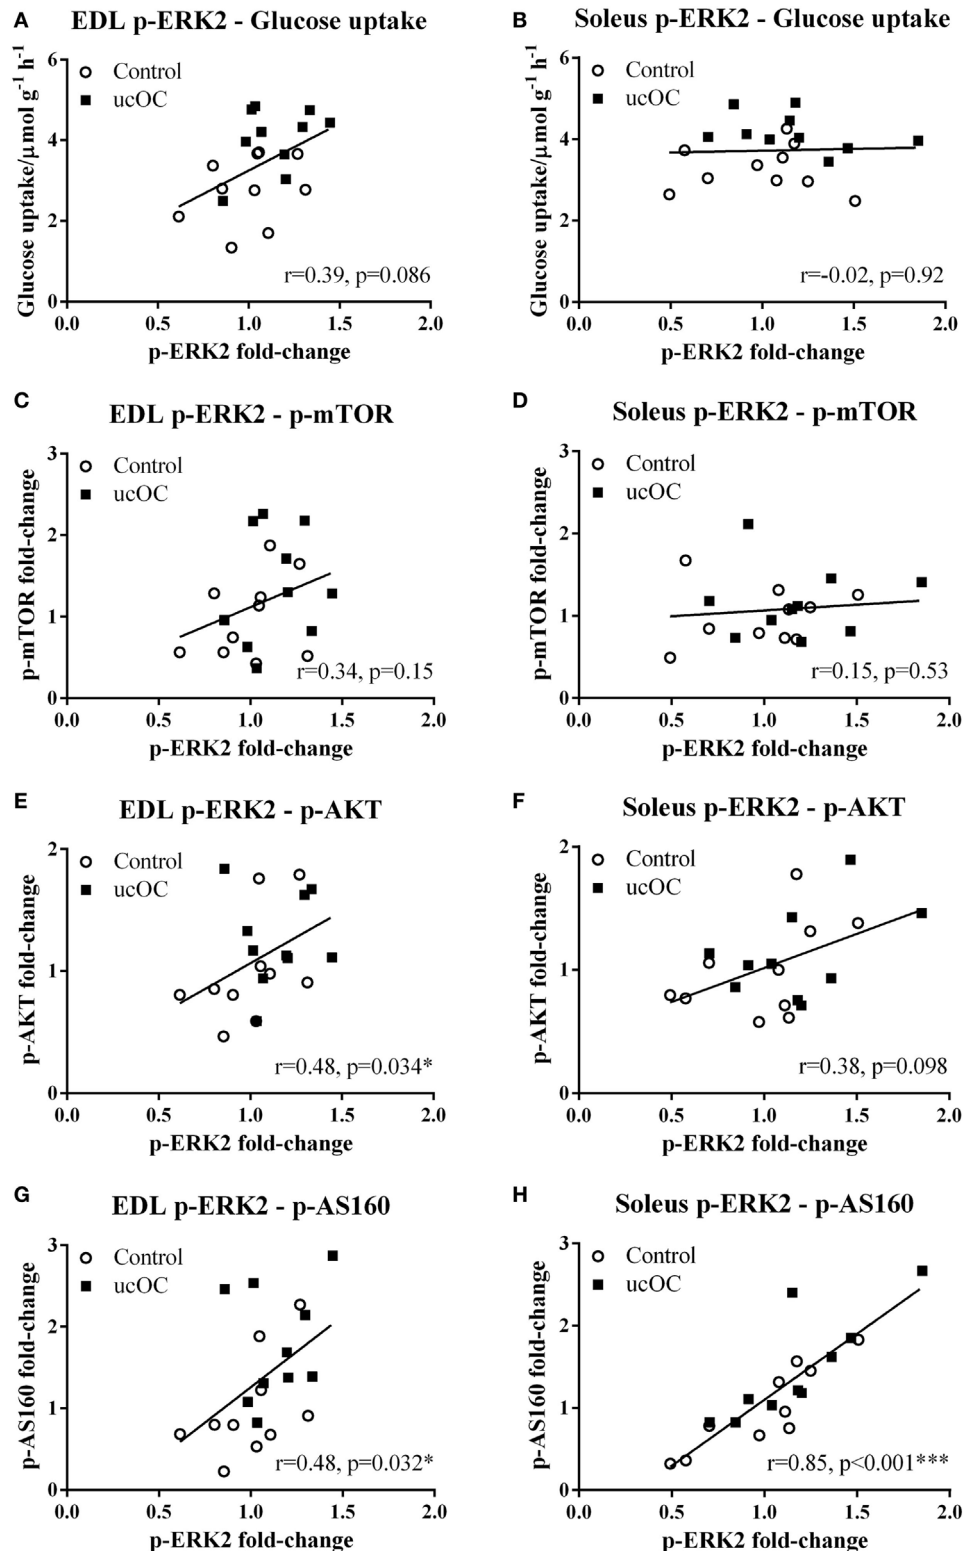 A
EDL p-ERK2 - Glucose uptake
Glucose uptake/μmol g⁻¹ h⁻¹
6
4
2
0
Control
ucOC
r=0.39, p=0.086
0.0 0.5 1.0 1.5 2.0
p-ERK2 fold-change
B
Soleus p-ERK2 - Glucose uptake
Glucose uptake/μmol g⁻¹ h⁻¹
6
4
2
0
Control
ucOC
r=-0.02, p=0.92
0.0 0.5 1.0 1.5 2.0
p-ERK2 fold-change
C
EDL p-ERK2 - p-mTOR
p-mTOR fold-change
3
2
1
0
Control
ucOC
r=0.34, p=0.15
0.0 0.5 1.0 1.5 2.0
p-ERK2 fold-change
D
Soleus p-ERK2 - p-mTOR
p-mTOR fold-change
3
2
1
0
Control
ucOC
r=0.15, p=0.53
0.0 0.5 1.0 1.5 2.0
p-ERK2 fold-change
E
EDL p-ERK2 - p-AKT
p-AKT fold-change
2
1
0
Control
ucOC
r=0.48, p=0.034*
0.0 0.5 1.0 1.5 2.0
p-ERK2 fold-change
F
Soleus p-ERK2 - p-AKT
p-AKT fold-change
2
1
0
Control
ucOC
r=0.38, p=0.098
0.0 0.5 1.0 1.5 2.0
p-ERK2 fold-change
G
EDL p-ERK2 - p-AS160
p-AS160 fold-change
3
2
1
0
Control
ucOC
r=0.48, p=0.032*
0.0 0.5 1.0 1.5 2.0
p-ERK2 fold-change
H
Soleus p-ERK2 - p-AS160
p-AS160 fold-change
3
2
1
0
Control
ucOC
r=0.85, p<0.001***
0.0 0.5 1.0 1.5 2.0
p-ERK2 fold-change